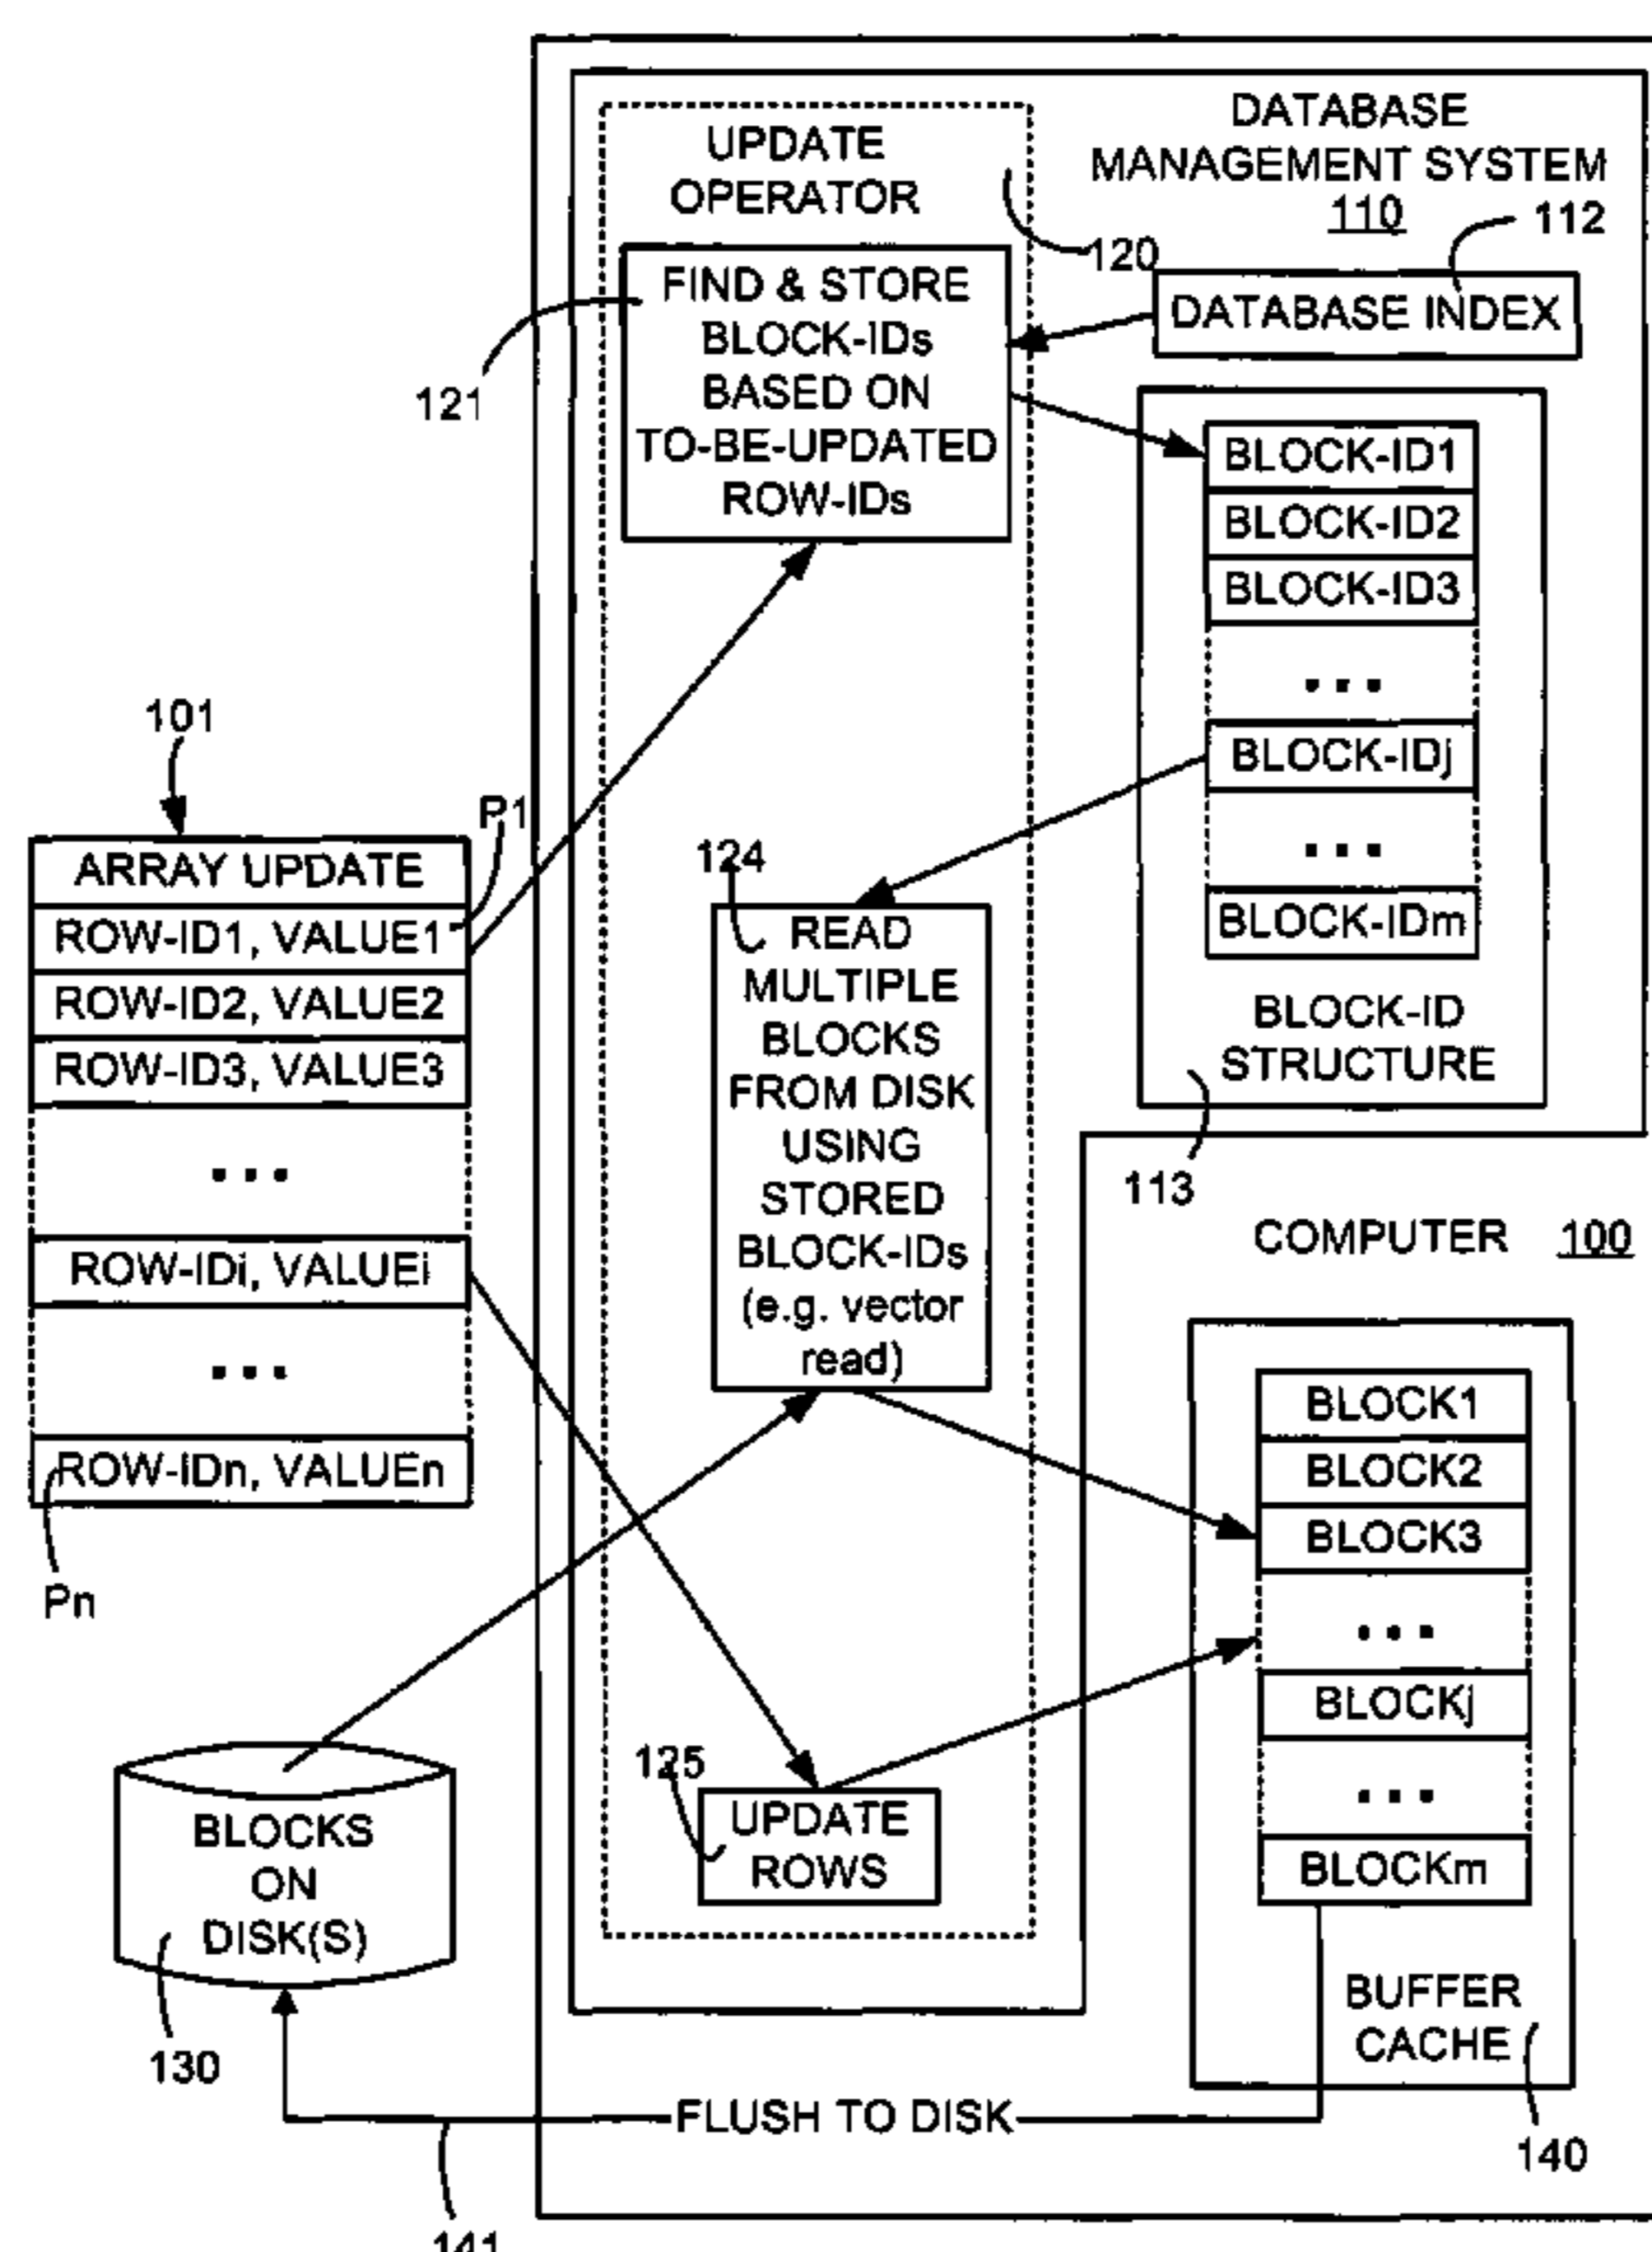 DATABASE
MANAGEMENT SYSTEM
110
112
UPDATE
OPERATOR
120
FIND & STORE
BLOCK-IDs
BASED ON
TO-BE-UPDATED
ROW-IDs
121
DATABASE INDEX
BLOCK-ID1
BLOCK-ID2
BLOCK-ID3
...
BLOCK-IDj
...
BLOCK-IDm
BLOCK-ID
STRUCTURE
113
101
P1
ARRAY UPDATE
ROW-ID1, VALUE1
ROW-ID2, VALUE2
ROW-ID3, VALUE3
...
ROW-IDi, VALUEi
...
ROW-IDn, VALUEn
Pn
124
READ
MULTIPLE
BLOCKS
FROM DISK
USING
STORED
BLOCK-IDs
(e.g. vector
read)
COMPUTER 100
BLOCK1
BLOCK2
BLOCK3
...
BLOCKj
...
BLOCKm
BUFFER
CACHE
140
125
UPDATE
ROWS
BLOCKS
ON
DISK(S)
130
FLUSH TO DISK
141